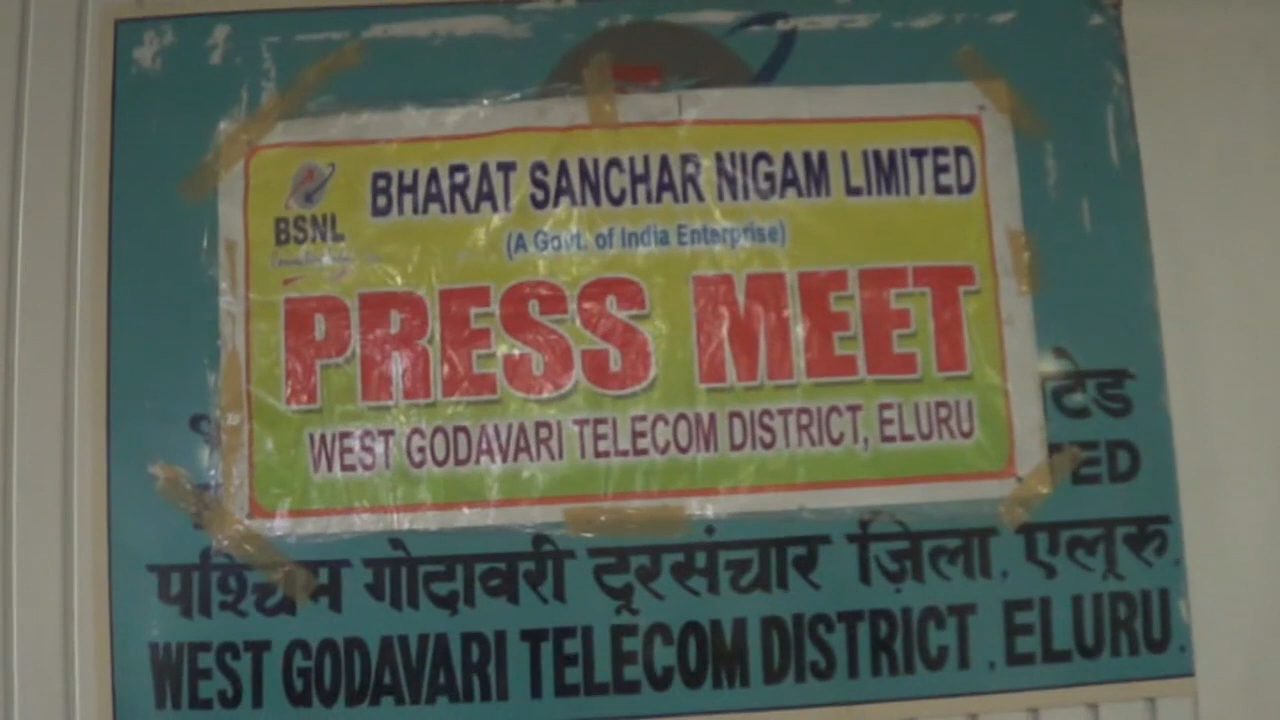 BHARAT SANCHAR NIGAM LIMITED
BSNL
(A Govt. of India Enterprise)
PRESS MEET
WEST GODAVARI TELECOM DISTRICT, ELURU
टेड
TED
पश्चिम गोदावरी दूरसंचार ज़िला, एलूरु.
WEST GODAVARI TELECOM DISTRICT , ELURU.